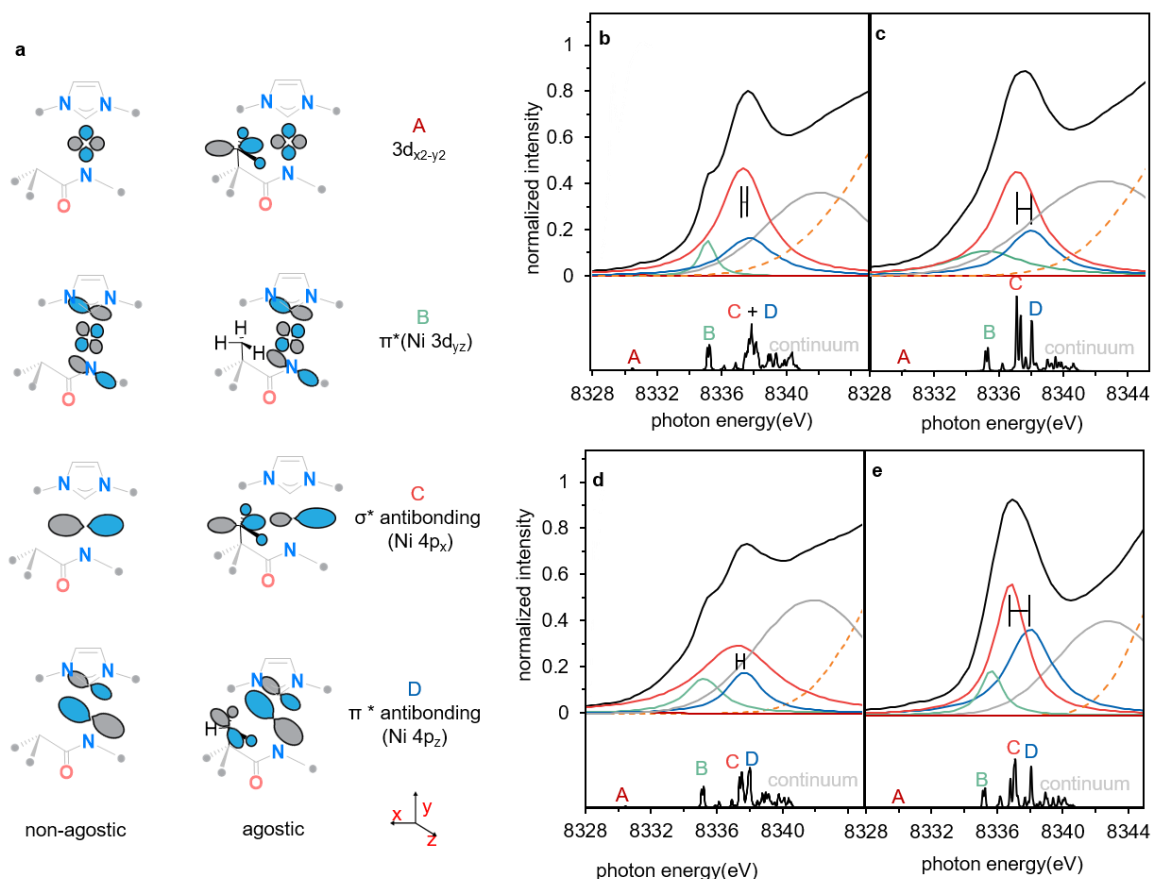 a
N N
N
O
N N
N
O
A
3dx2-y2
N N
N
O
H H H
N N
N
O
B
π*(Ni 3dyz)
N N
N
O
N N
N
O
C
σ* antibonding
(Ni 4px)
N N
N
O
H
N N
N
O
D
π * antibonding
(Ni 4pz)
non-agostic
agostic
x y z
b
c
normalized intensity
1
0.8
0.6
0.4
0.2
0
A
B
C + D
continuum
A
B
C
D
continuum
8328 8332 8336 8340 8328 8332 8336 8340 8344
photon energy(eV)
photon energy(eV)
d
e
normalized intensity
1
0.8
0.6
0.4
0.2
0
A
B
C D
continuum
A
B
C D
continuum
8328 8332 8336 8340 8328 8332 8336 8340 8344
photon energy(eV)
photon energy(eV)